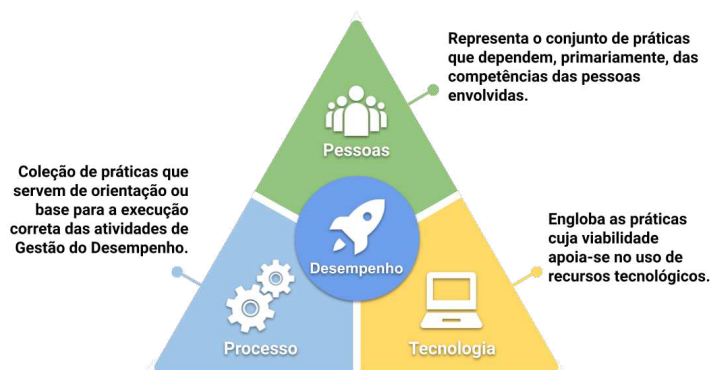 Representa o conjunto de práticas
que dependem, primariamente, das
competências das pessoas
envolvidas.
Pessoas
Coleção de práticas que
servem de orientação ou
base para a execução
correta das atividades de
Gestão do Desempenho.
Desempenho
Engloba as práticas
cuja viabilidade
apoia-se no uso de
recursos tecnológicos.
Processo
Tecnologia